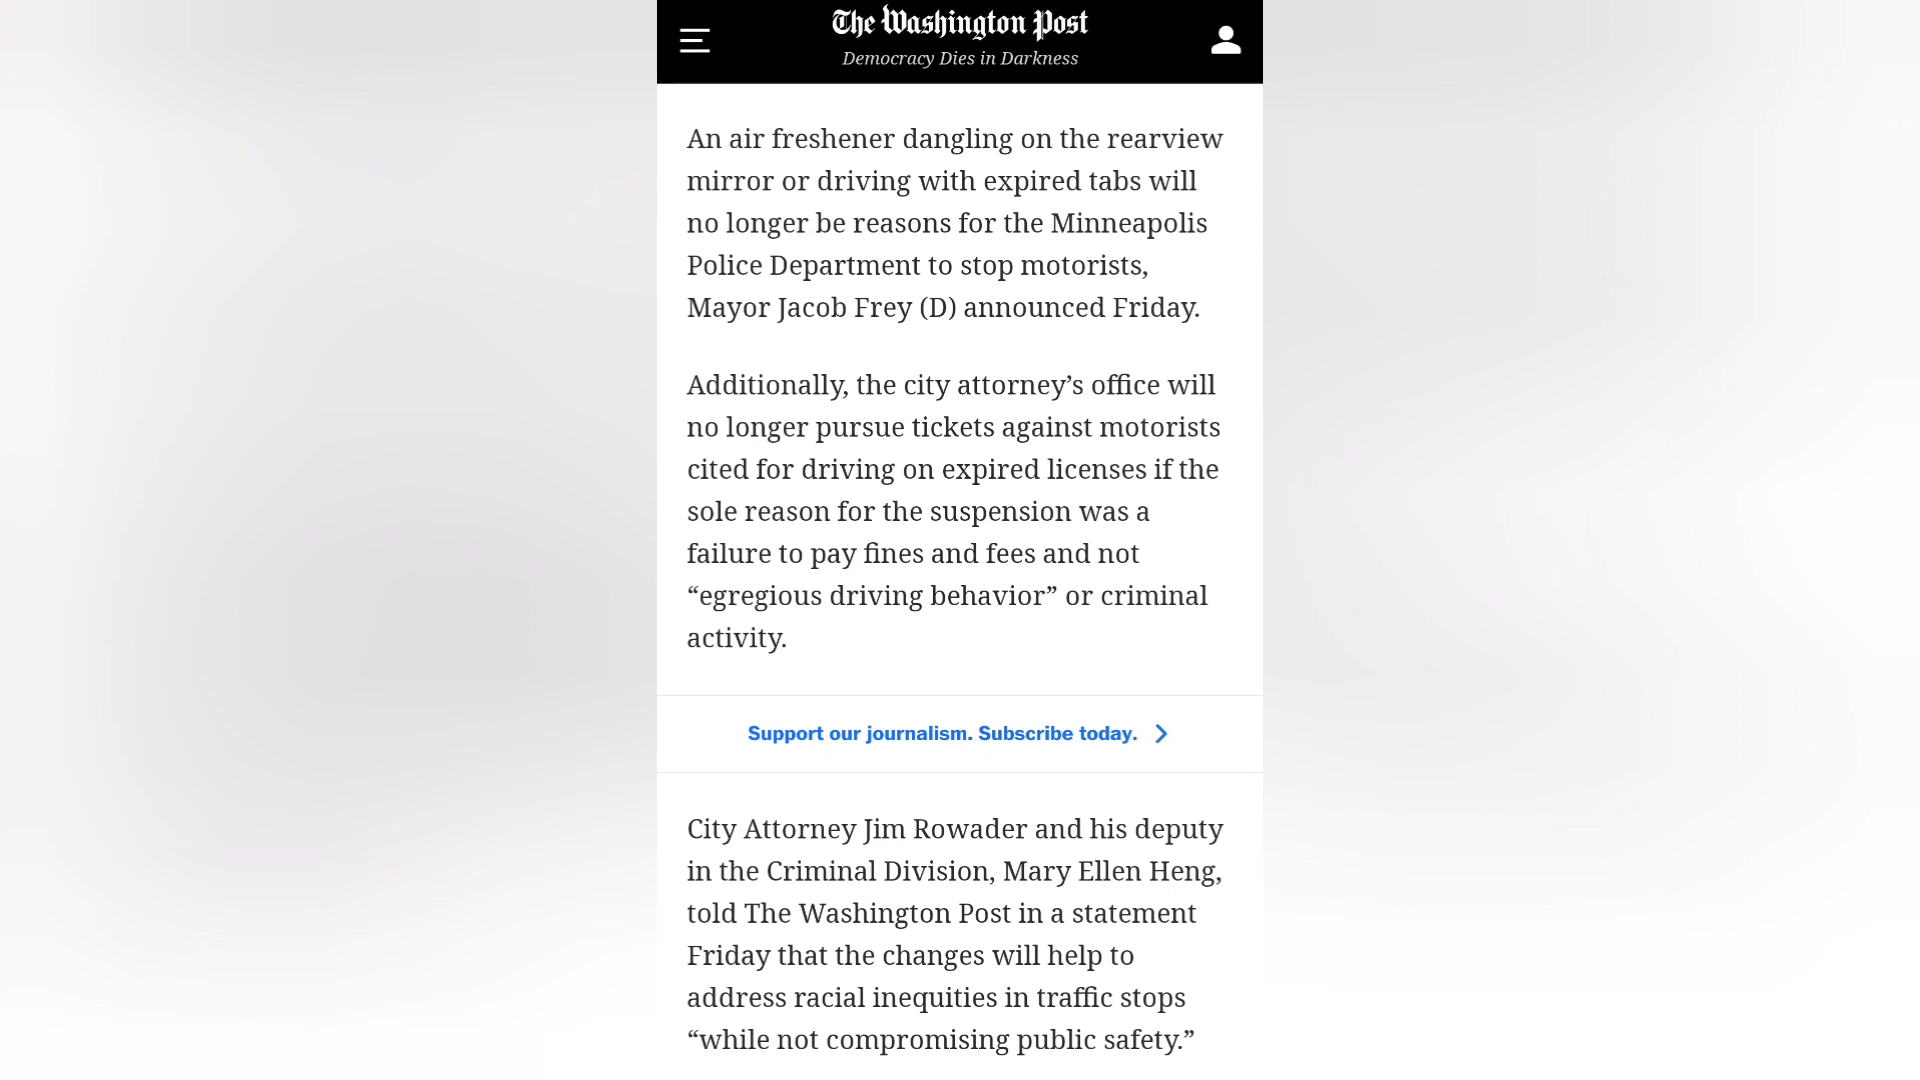 The Washington Post
Democracy Dies in Darkness
An air freshener dangling on the rearview
mirror or driving with expired tabs will
no longer be reasons for the Minneapolis
Police Department to stop motorists,
Mayor Jacob Frey (D) announced Friday.
Additionally, the city attorney’s office will
no longer pursue tickets against motorists
cited for driving on expired licenses if the
sole reason for the suspension was a
failure to pay fines and fees and not
“egregious driving behavior” or criminal
activity.
Support our journalism. Subscribe today.
City Attorney Jim Rowader and his deputy
in the Criminal Division, Mary Ellen Heng,
told The Washington Post in a statement
Friday that the changes will help to
address racial inequities in traffic stops
“while not compromising public safety.”